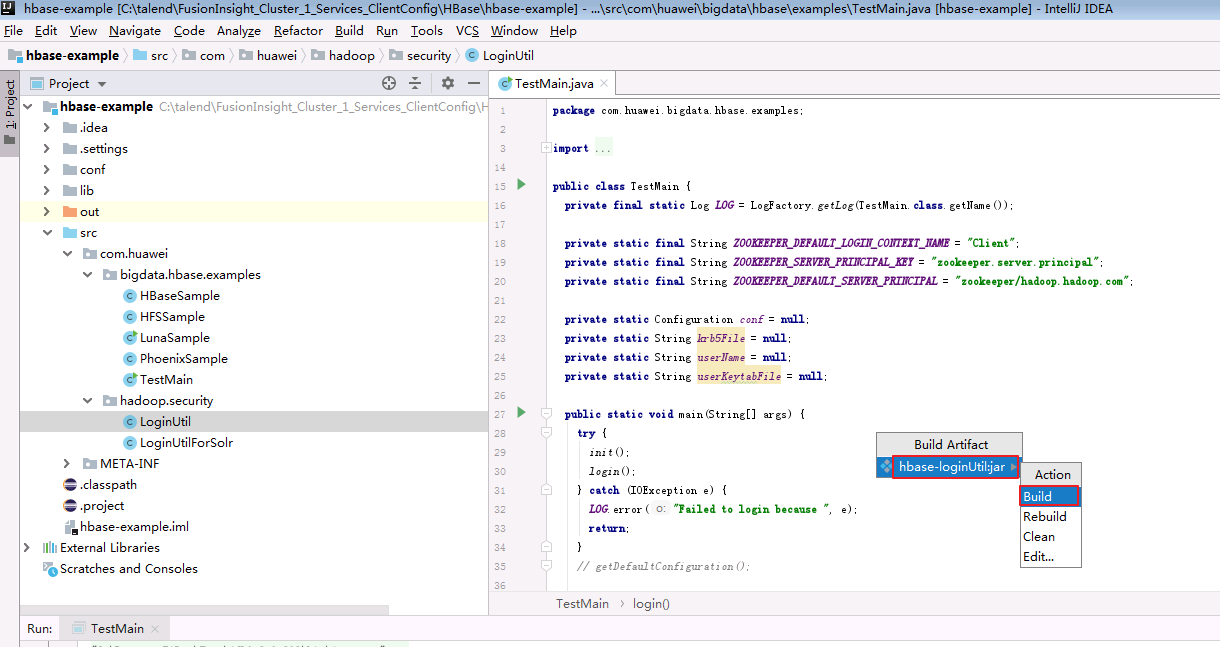 hbase-example [C:\talend\FusionInsight_Cluster_1_Services_ClientConfig\HBase\hbase-example] - ...\src\com\huawei\bigdata\hbase\examples\TestMain.java [hbase-example] - IntelliJ IDEA
File Edit View Navigate Code Analyze Refactor Build Run Tools VCS Window Help
hbase-example src com huawei hadoop security LoginUtil
1: Project
Project
hbase-example C:\talend\FusionInsight_Cluster_1_Services_ClientConfig\H
.idea
.settings
conf
lib
out
src
com.huawei
bigdata.hbase.examples
HBaseSample
HFSSample
LunaSample
PhoenixSample
TestMain
hadoop.security
LoginUtil
LoginUtilForSolr
META-INF
.classpath
.project
hbase-example.iml
External Libraries
Scratches and Consoles
TestMain.java
1 package com.huawei.bigdata.hbase.examples;
2
3 import ...
14
15 public class TestMain {
16 private final static Log LOG = LogFactory.getLog(TestMain.class.getName());
17
18 private static final String ZOOKEEPER_DEFAULT_LOGIN_CONTEXT_NAME = "Client";
19 private static final String ZOOKEEPER_SERVER_PRINCIPAL_KEY = "zookeeper.server.principal";
20 private static final String ZOOKEEPER_DEFAULT_SERVER_PRINCIPAL = "zookeeper/hadoop.hadoop.com";
21
22 private static Configuration conf = null;
23 private static String krb5File = null;
24 private static String userName = null;
25 private static String userKeytabFile = null;
26
27 public static void main(String[] args) {
28 try {
29 init();
30 login();
31 } catch (IOException e) {
32 LOG.error( o: "Failed to login because ", e);
33 return;
34 }
35 // getDefaultConfiguration();
36
Build Artifact
hbase-loginUtil:jar
Action
Build
Rebuild
Clean
Edit...
TestMain login()
Run: TestMain